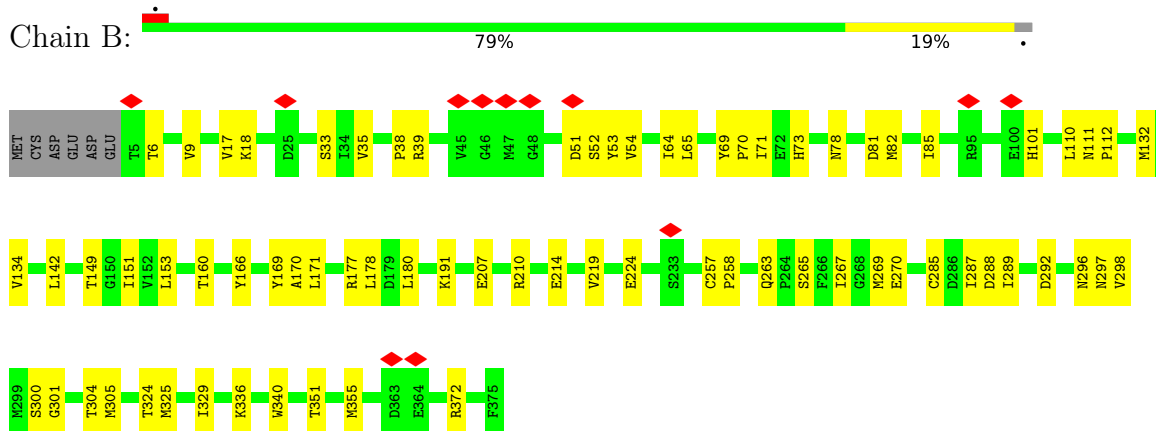 Chain B:
79% 19%
MET CYS ASP GLU ASP GLU T5 T6 V9 V17 K18 D25 S33 I34 V35 P38 R39 V45 G46 M47 G48 D51 S52 Y53 V54 I64 L65 Y69 P70 I71 E72 H73 N78 D81 M82 I85 R95 E100 H101 L110 N111 P112 M132
V134 L142 T149 G150 I151 V152 L153 T160 Y166 Y169 A170 L171 R177 L178 D179 L180 K191 E207 R210 E214 V219 E224 S233 C257 P258 Q263 P264 S265 F266 I267 G268 M269 E270 C285 D286 I287 D288 I289 D292 N296 N297 V298
M299 S300 G301 T304 M305 T324 M325 I329 K336 W340 T351 M355 D363 E364 R372 F375